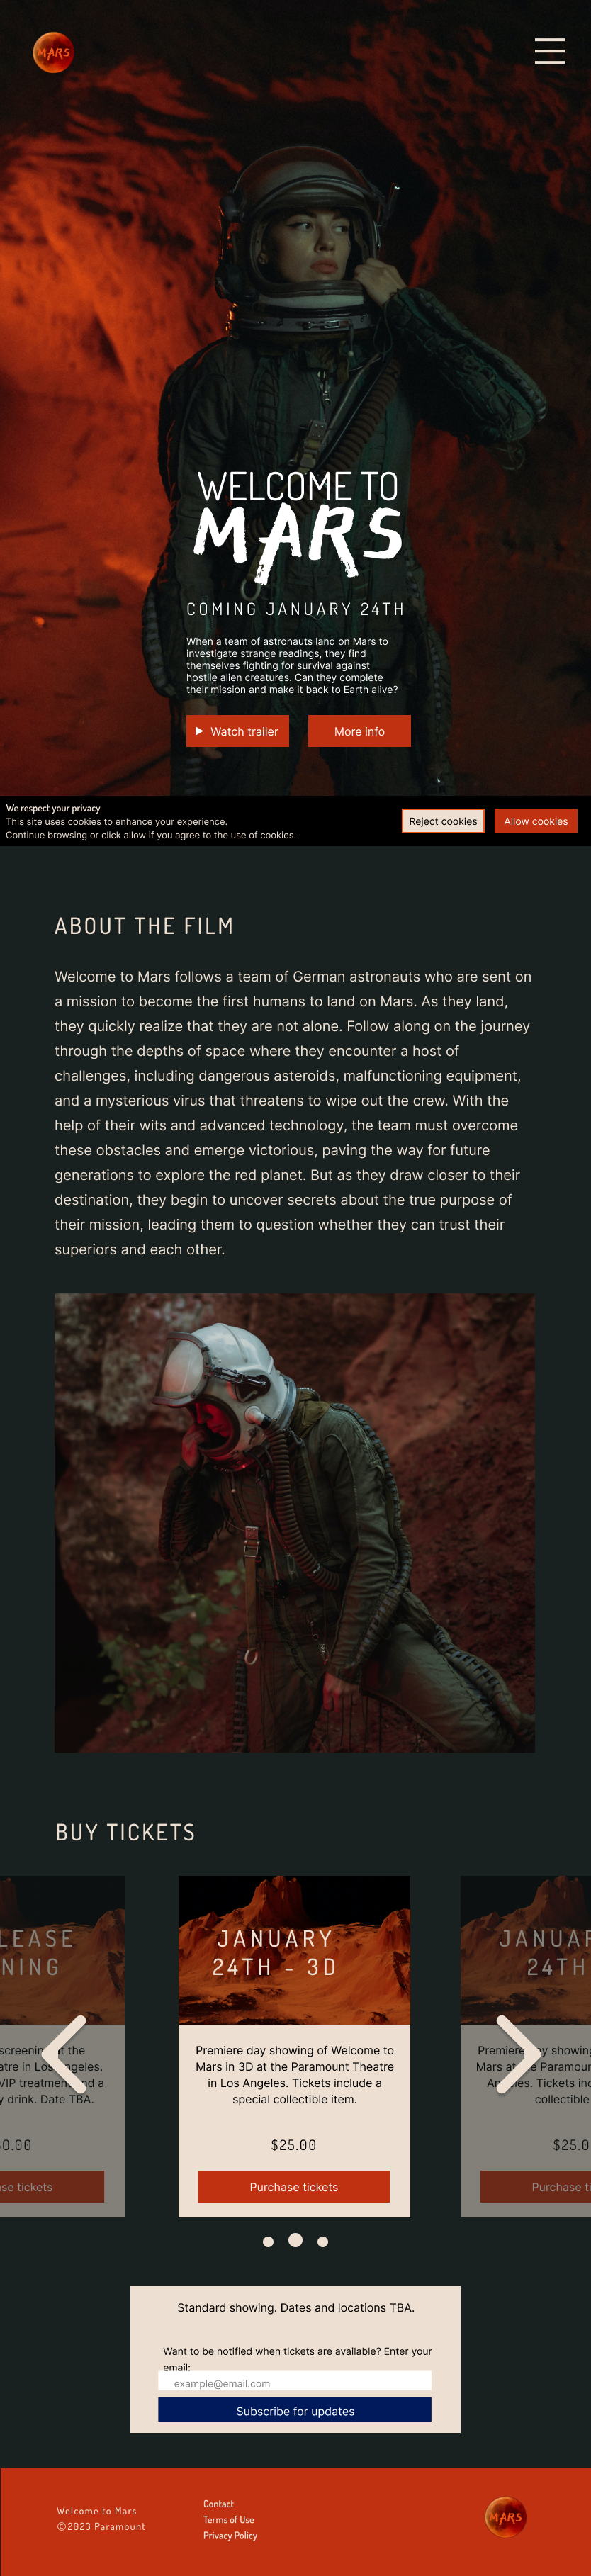 MARS
WELCOME TO
MARS
COMING JANUARY 24TH
When a team of astronauts land on Mars to
investigate strange readings, they find
themselves fighting for survival against
hostile alien creatures. Can they complete
their mission and make it back to Earth alive?
Watch trailer
More info
We respect your privacy
This site uses cookies to enhance your experience.
Continue browsing or click allow if you agree to the use of cookies.
Reject cookies
Allow cookies
ABOUT THE FILM
Welcome to Mars follows a team of German astronauts who are sent on
a mission to become the first humans to land on Mars. As they land,
they quickly realize that they are not alone. Follow along on the journey
through the depths of space where they encounter a host of
challenges, including dangerous asteroids, malfunctioning equipment,
and a mysterious virus that threatens to wipe out the crew. With the
help of their wits and advanced technology, the team must overcome
these obstacles and emerge victorious, paving the way for future
generations to explore the red planet. But as they draw closer to their
destination, they begin to uncover secrets about the true purpose of
their mission, leading them to question whether they can trust their
superiors and each other.
BUY TICKETS
LEASE
NING
the
atre in Los
VIP
y drink. Date TBA.
0.00
se tickets
JANUARY
24TH - 3D
Premiere day showing of Welcome to
Mars in 3D at the Paramount Theatre
in Los Angeles. Tickets include a
special collectible item.
$25.00
Purchase tickets
JANUAR
24TH
Premiere showing
Mars Paramour
Tickets inc
collectible
$25.0
Purchase ti
Standard showing. Dates and locations TBA.
Want to be notified when tickets are available? Enter your
email:
example@email.com
Subscribe for updates
Welcome to Mars
©2023 Paramount
Contact
Terms of Use
Privacy Policy
MARS